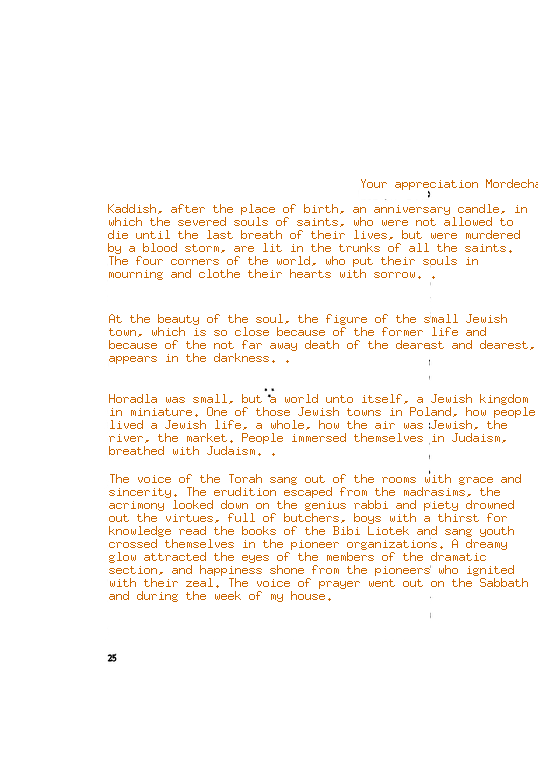 Your appreciation Mordecha
Kaddish, after the place of birth, an anniversary candle, in
which the severed souls of saints, who were not allowed to
die until the last breath of their lives, but were murdered
by a blood storm, are lit in the trunks of all the saints.
The four corners of the world, who put their souls in
mourning and clothe their hearts with sorrow. .
At the beauty of the soul, the figure of the small Jewish
town, which is so close because of the former life and
because of the not far away death of the dearest and dearest,
appears in the darkness. .
Horadla was small, but a world unto itself, a Jewish kingdom
in miniature. One of those Jewish towns in Poland, how people
lived a Jewish life, a whole, how the air was Jewish, the
river, the market. People immersed themselves in Judaism,
breathed with Judaism. .
The voice of the Torah sang out of the rooms with grace and
sincerity. The erudition escaped from the madrasims, the
acrimony looked down on the genius rabbi and piety drowned
out the virtues, full of butchers, boys with a thirst for
knowledge read the books of the Bibi Liotek and sang youth
crossed themselves in the pioneer organizations. A dreamy
glow attracted the eyes of the members of the dramatic
section, and happiness shone from the pioneers who ignited
with their zeal. The voice of prayer went out on the Sabbath
and during the week of my house.
25